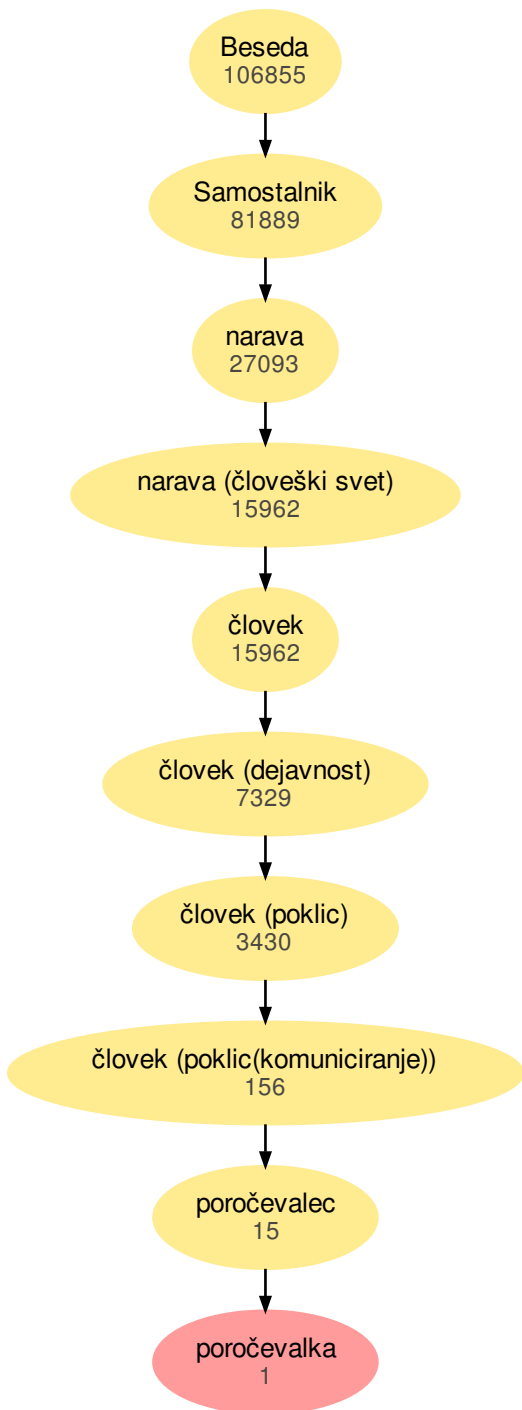 Beseda
106855
Samostalnik
81889
narava
27093
narava (človeški svet)
15962
človek
15962
človek (dejavnost)
7329
človek (poklic)
3430
človek (poklic(komuniciranje))
156
poročevalec
15
poročevalka
1